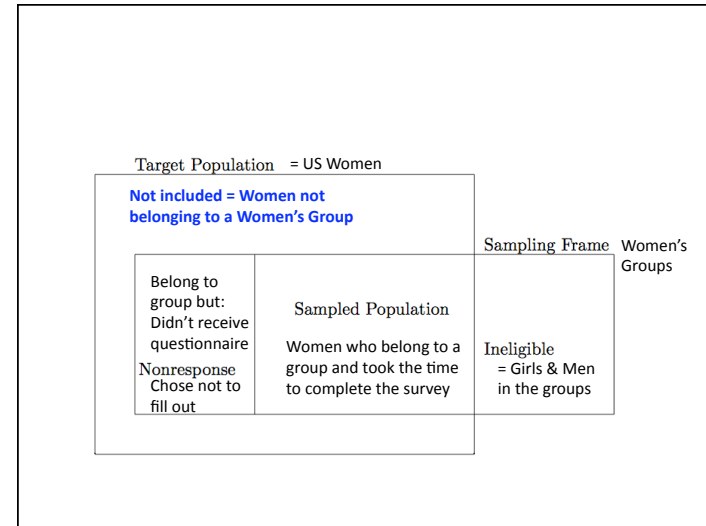 Target Population = US Women
Not included = Women not
belonging to a Women's Group
Sampling Frame Women's
Groups
Belong to
group but:
Didn't receive
questionnaire
Nonresponse
Chose not to
fill out
Sampled Population
Women who belong to a
group and took the time
to complete the survey
Ineligible
= Girls & Men
in the groups